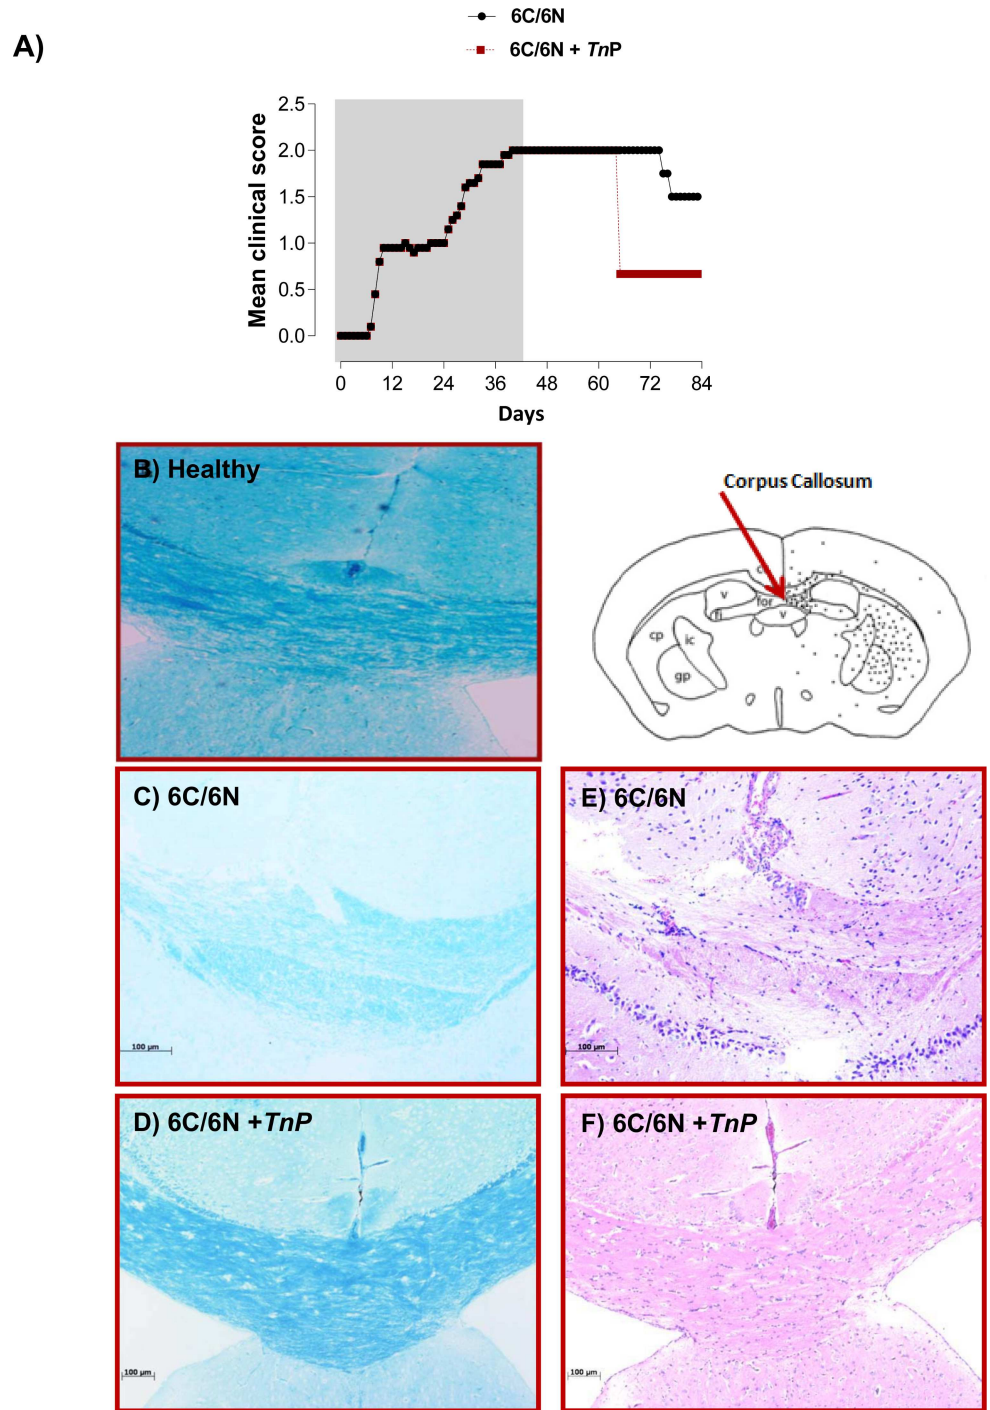 6C/6N
A)
6C/6N + TnP
Mean clinical score
2.5
2.0
1.5
1.0
0.5
0.0
0 12 24 36 48 60 72 84
Days
B) Healthy
Corpus Callosum
v
for
fi
v
cp
ic
gp
C) 6C/6N
100 µm
E) 6C/6N
100 µm
D) 6C/6N +TnP
100 µm
F) 6C/6N +TnP
100 µm